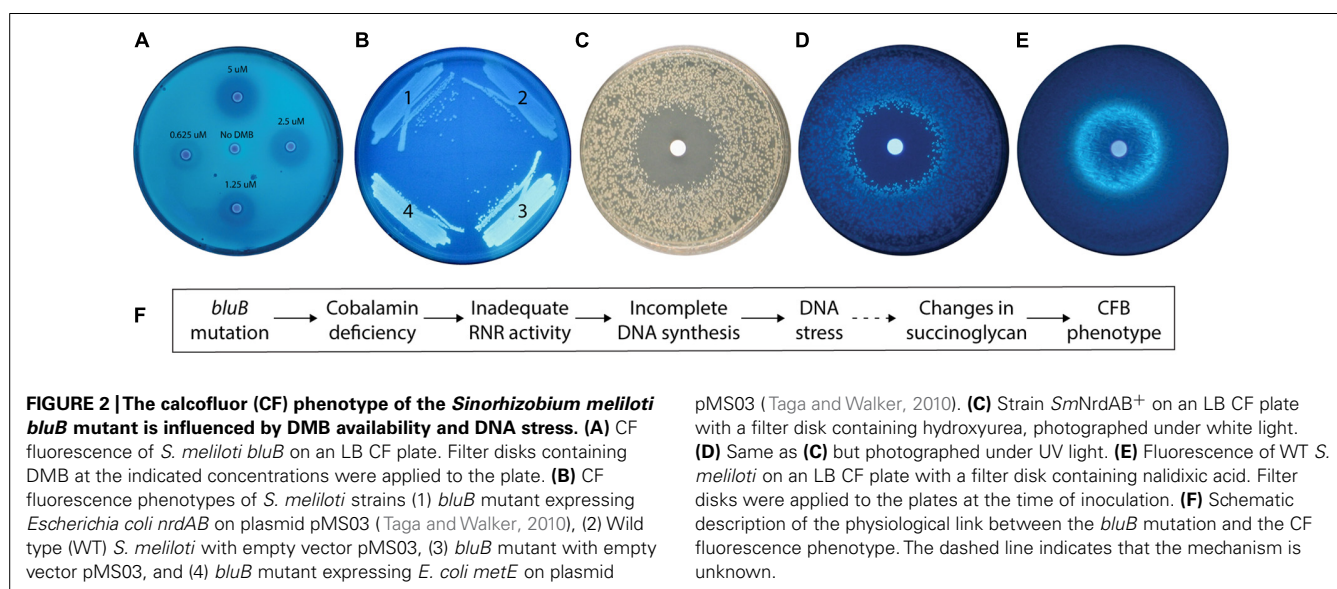 A
B
C
D
E
5 uM
0.625 uM
No DMB
2.5 uM
1.25 uM
1
2
4
3
F
bluB mutation
Cobalamin deficiency
Inadequate RNR activity
Incomplete DNA synthesis
DNA stress
Changes in succinoglycan
CFB phenotype
FIGURE 2 | The calcofluor (CF) phenotype of the Sinorhizobium meliloti
bluB mutant is influenced by DMB availability and DNA stress. (A) CF
fluorescence of S. meliloti bluB on an LB CF plate. Filter disks containing
DMB at the indicated concentrations were applied to the plate. (B) CF
fluorescence phenotypes of S. meliloti strains (1) bluB mutant expressing
Escherichia coli nrdAB on plasmid pMS03 (Taga and Walker, 2010), (2) Wild
type (WT) S. meliloti with empty vector pMS03, (3) bluB mutant with empty
vector pMS03, and (4) bluB mutant expressing E. coli metE on plasmid
pMS03 (Taga and Walker, 2010). (C) Strain SmNrdAB+ on an LB CF plate
with a filter disk containing hydroxyurea, photographed under white light.
(D) Same as (C) but photographed under UV light. (E) Fluorescence of WT S.
meliloti on an LB CF plate with a filter disk containing nalidixic acid. Filter
disks were applied to the plates at the time of inoculation. (F) Schematic
description of the physiological link between the bluB mutation and the CF
fluorescence phenotype. The dashed line indicates that the mechanism is
unknown.